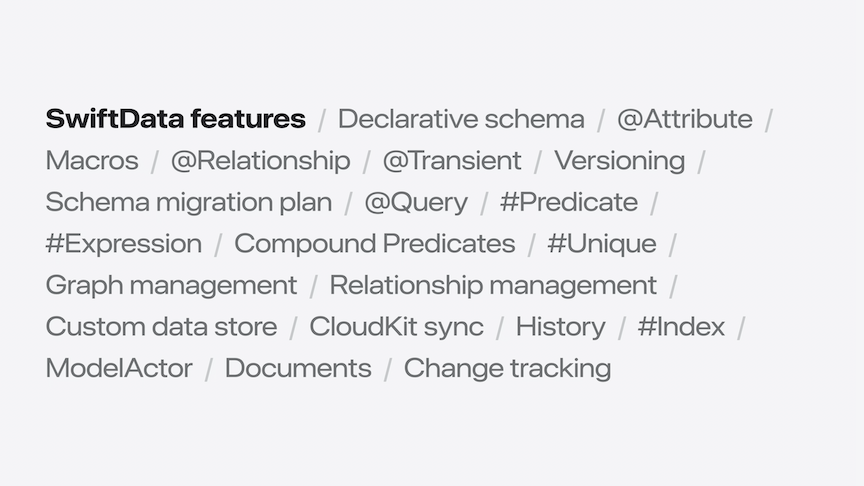 SwiftData features / Declarative schema / @Attribute /
Macros / @Relationship / @Transient / Versioning /
Schema migration plan / @Query / #Predicate /
#Expression / Compound Predicates / #Unique /
Graph management / Relationship management /
Custom data store / CloudKit sync / History / #Index /
ModelActor / Documents / Change tracking